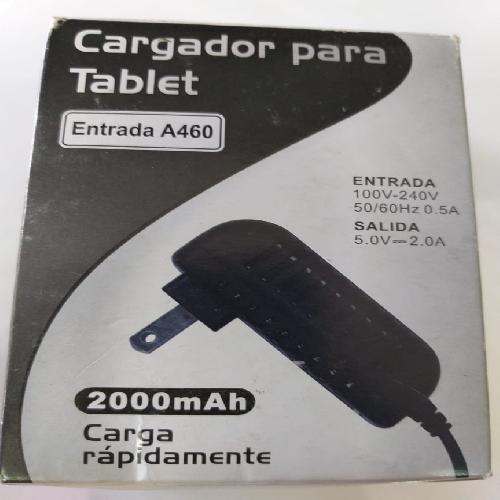 Cargador para
Tablet
Entrada A460
ENTRADA
100V-240V
50/60Hz 0.5A
SALIDA
5.0V⎓2.0A
2000mAh
Carga
rápidamente